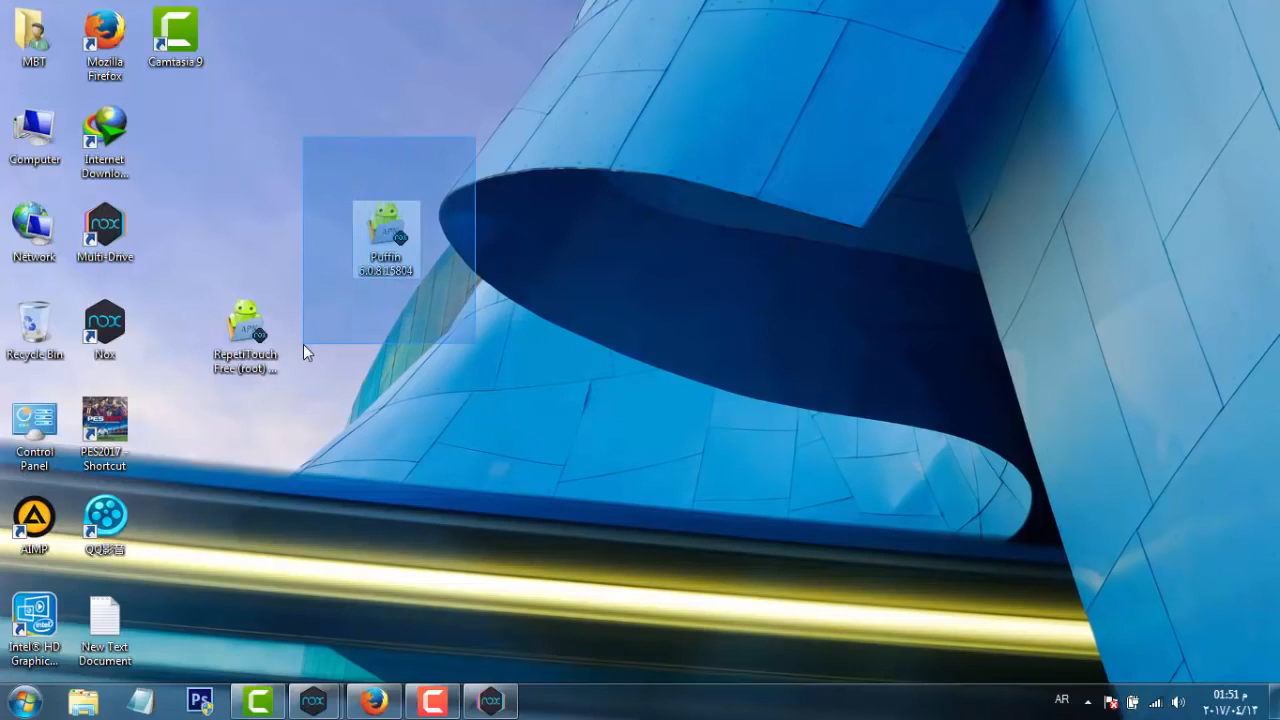 MBT
Mozilla
Firefox
Camtasia 9
Computer
Internet
Downlo...
Network
Multi-Drive
Recycle Bin
Nox
Control
Panel
PES2017 -
Shortcut
AIMP
QQ影音
Intel® HD
Graphic...
New Text
Document
Puffin
6.0.8.15804
RepetiTouch
Free (root) ...
AR
01:51 م
٢٠١٧/٠٤/١٣